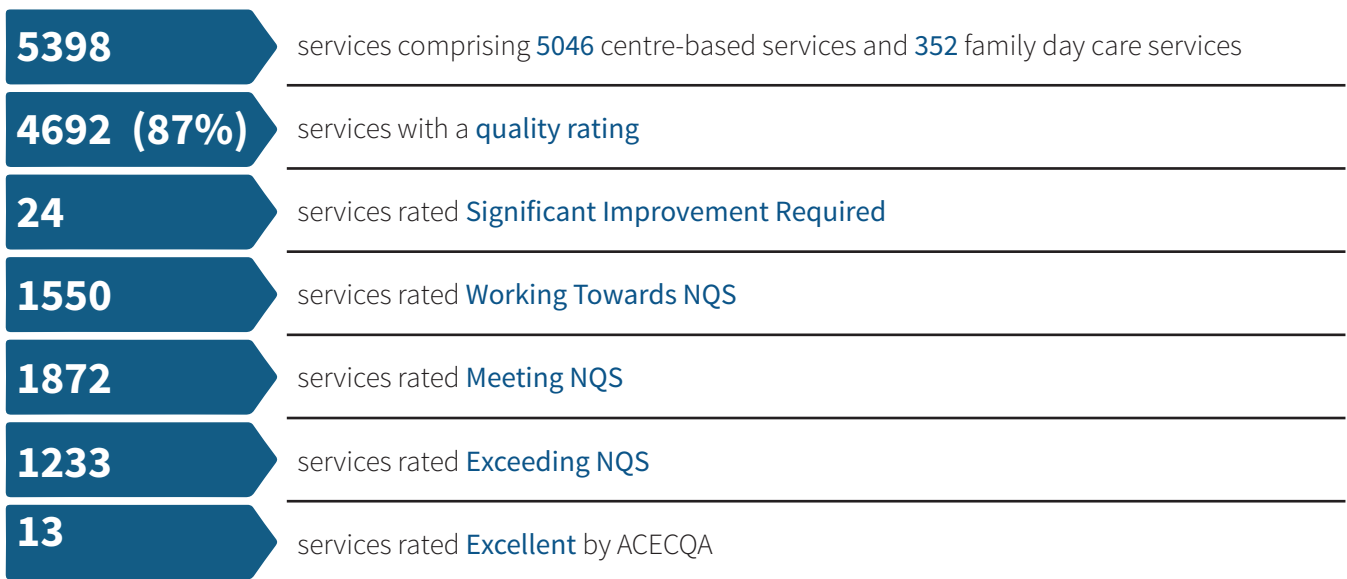 5398 services comprising 5046 centre-based services and 352 family day care services
4692 (87%) services with a quality rating
24 services rated Significant Improvement Required
1550 services rated Working Towards NQS
1872 services rated Meeting NQS
1233 services rated Exceeding NQS
13 services rated Excellent by ACECQA